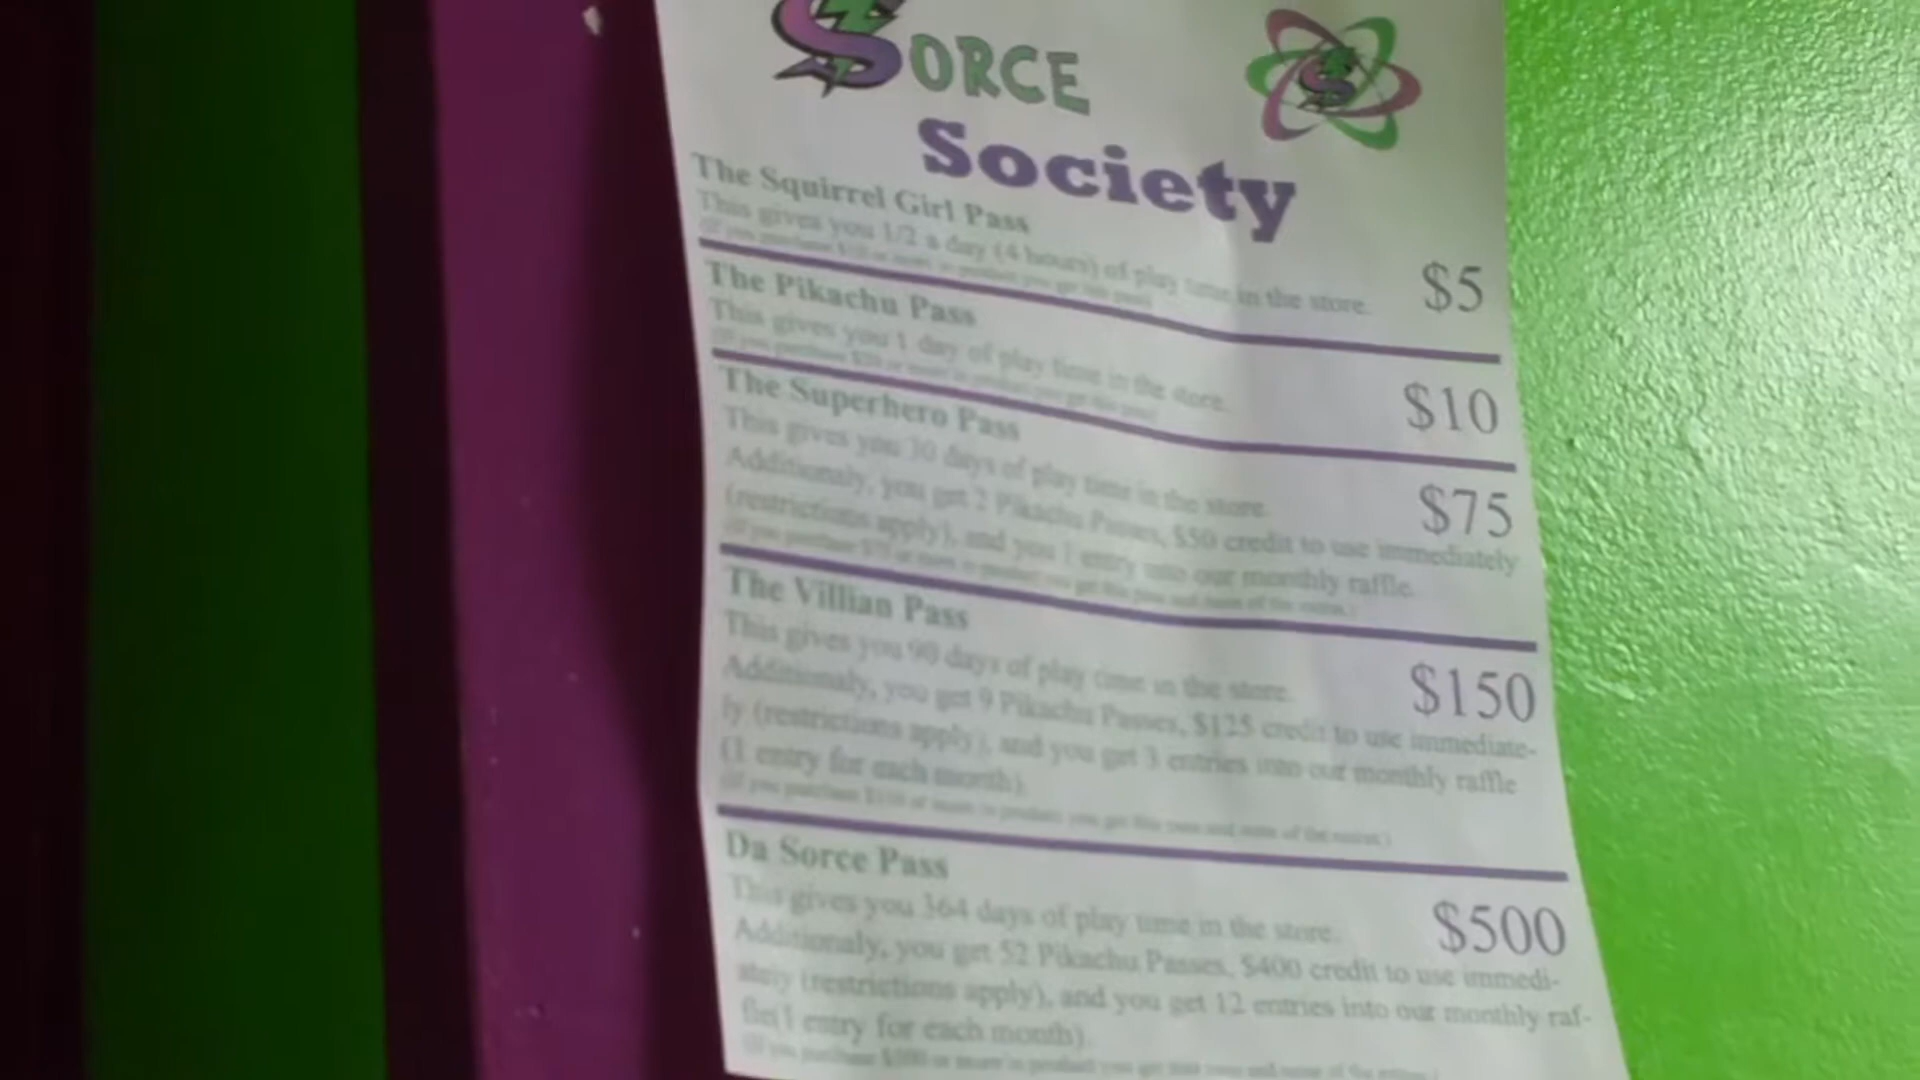 SORCE
Society
The Squirrel Girl Pass
This gives you 1/2 a day (4 hours) of play time in the store.
$5
The Pikachu Pass
This gives you 1 day of play time in the store.
$10
The Superhero Pass
This gives you 30 days of play time in the store.
$75
Additionaly, you get 2 Pikachu Passes, $50 credit to use immediately
(restrictions apply), and you 1 entry into our monthly raffle.
The Villian Pass
This gives you 90 days of play time in the store.
$150
Additionaly, you get 9 Pikachu Passes, $125 credit to use immediate-
ly (restrictions apply), and you get 3 entries into our monthly raffle
(1 entry for each month).
Da Sorce Pass
This gives you 364 days of play time in the store.
$500
Additionaly, you get 52 Pikachu Passes, $400 credit to use immedi-
ately (restrictions apply), and you get 12 entries into our monthly raf-
fle(1 entry for each month)